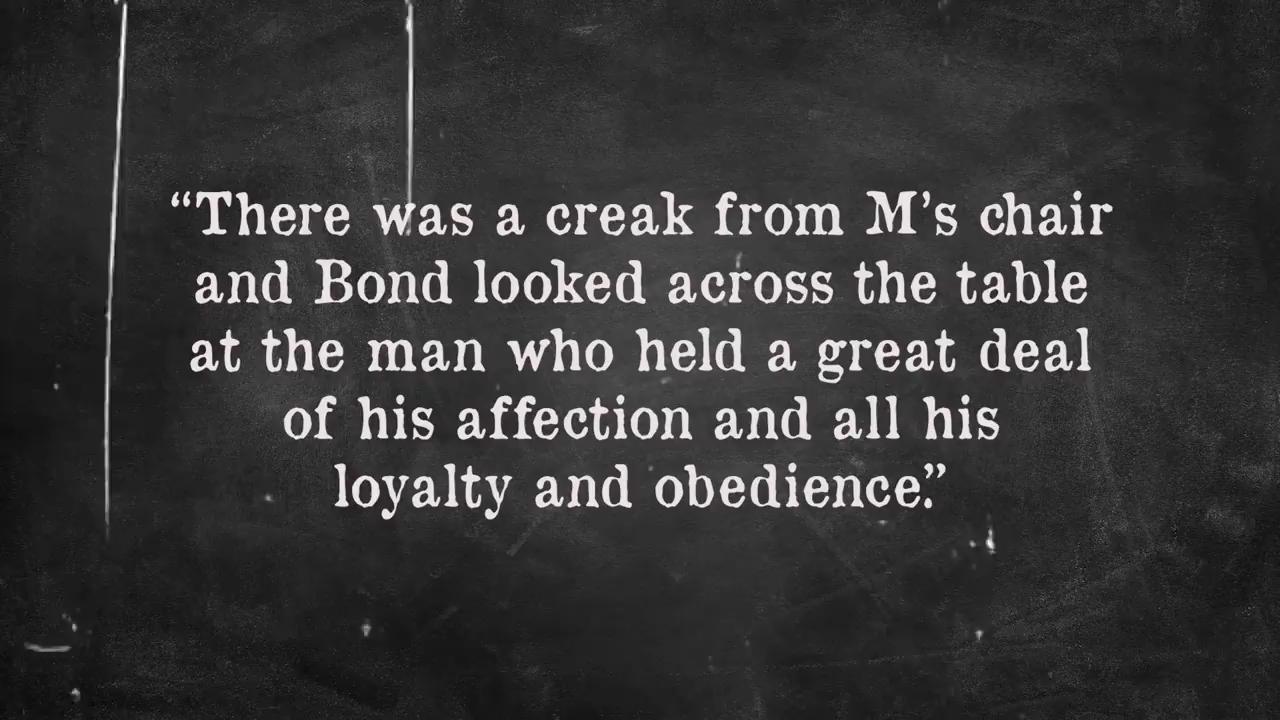 “There was a creak from M’s chair
and Bond looked across the table
at the man who held a great deal
of his affection and all his
loyalty and obedience.”